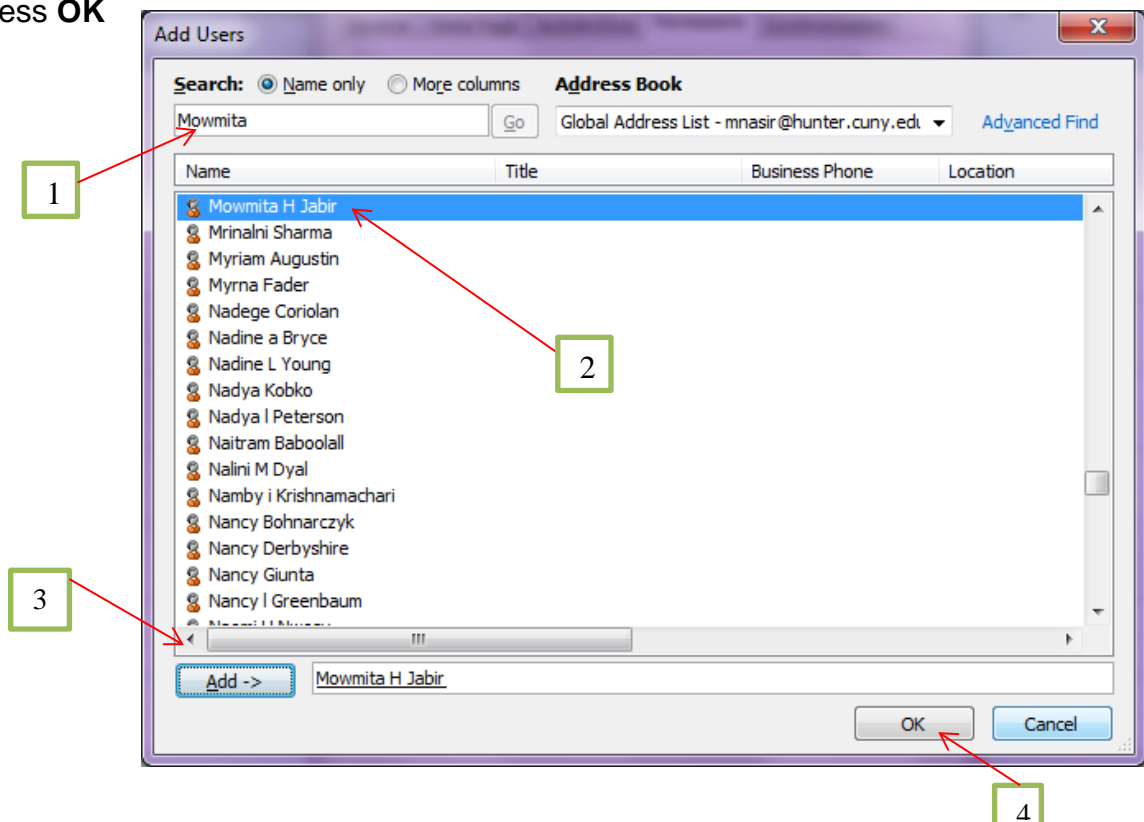 ess OK
Add Users
Search: Name only More columns Address Book
Mowmita Go Global Address List - mnasir@hunter.cuny.edu Advanced Find
1
Name Title Business Phone Location
Mowmita H Jabir
Mrinalni Sharma
Myriam Augustin
Myrna Fader
Nadege Coriolan
Nadine a Bryce
Nadine L Young
2
Nadya Kobko
Nadya l Peterson
Naitram Baboolall
Nalini M Dyal
Namby i Krishnamachari
Nancy Bohnarczyk
Nancy Derbyshire
Nancy Giunta
3
Nancy l Greenbaum
Add -> Mowmita H Jabir
OK Cancel
4